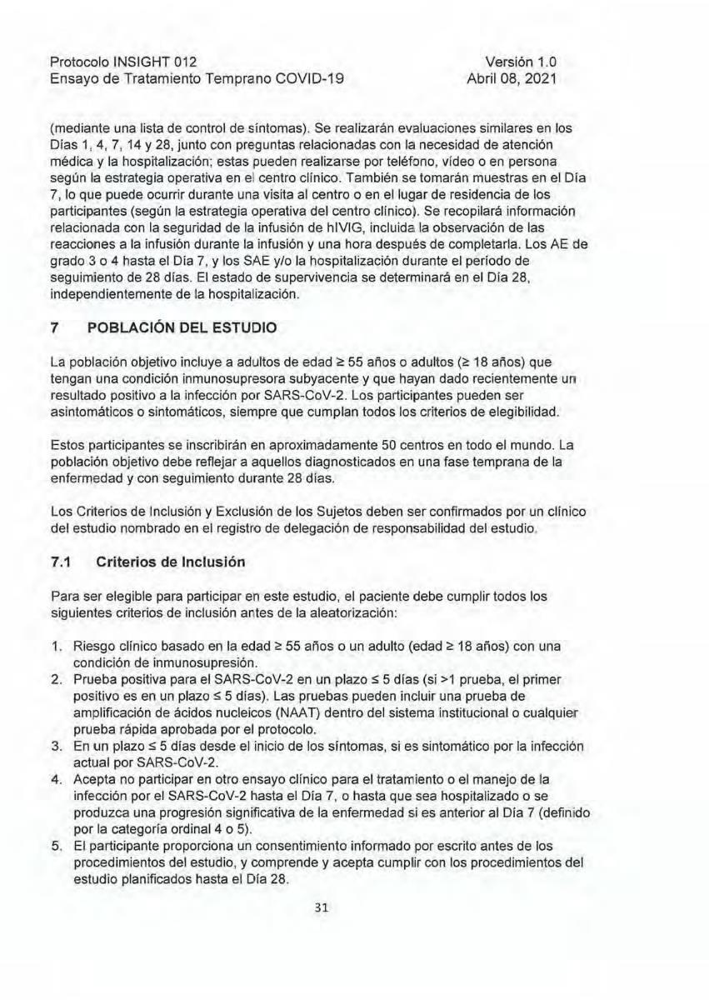 Protocolo INSIGHT 012
Versión 1.0
Ensayo de Tratamiento Temprano COVID-19
Abril 08, 2021
(mediante una lista de control de síntomas). Se realizarán evaluaciones similares en los
Días 1, 4, 7, 14 y 28, junto con preguntas relacionadas con la necesidad de atención
médica y la hospitalización; estas pueden realizarse por teléfono, vídeo o en persona
según la estrategia operativa en el centro clínico. También se tomarán muestras en el Día
7, lo que puede ocurrir durante una visita al centro o en el lugar de residencia de los
participantes (según la estrategia operativa del centro clínico). Se recopilará información
relacionada con la seguridad de la infusión de hIVIG, incluida la observación de las
reacciones a la infusión durante la infusión y una hora después de completarla. Los AE de
grado 3 o 4 hasta el Día 7, y los SAE y/o la hospitalización durante el período de
seguimiento de 28 días. El estado de supervivencia se determinará en el Día 28,
independientemente de la hospitalización.
7 POBLACIÓN DEL ESTUDIO
La población objetivo incluye a adultos de edad ≥ 55 años o adultos (≥ 18 años) que
tengan una condición inmunosupresora subyacente y que hayan dado recientemente un
resultado positivo a la infección por SARS-CoV-2. Los participantes pueden ser
asintomáticos o sintomáticos, siempre que cumplan todos los criterios de elegibilidad.
Estos participantes se inscribirán en aproximadamente 50 centros en todo el mundo. La
población objetivo debe reflejar a aquellos diagnosticados en una fase temprana de la
enfermedad y con seguimiento durante 28 días.
Los Criterios de Inclusión y Exclusión de los Sujetos deben ser confirmados por un clínico
del estudio nombrado en el registro de delegación de responsabilidad del estudio.
7.1 Criterios de Inclusión
Para ser elegible para participar en este estudio, el paciente debe cumplir todos los
siguientes criterios de inclusión antes de la aleatorización:
1. Riesgo clínico basado en la edad ≥ 55 años o un adulto (edad ≥ 18 años) con una
condición de inmunosupresión.
2. Prueba positiva para el SARS-CoV-2 en un plazo ≤ 5 días (si >1 prueba, el primer
positivo es en un plazo ≤ 5 días). Las pruebas pueden incluir una prueba de
amplificación de ácidos nucleicos (NAAT) dentro del sistema institucional o cualquier
prueba rápida aprobada por el protocolo.
3. En un plazo ≤ 5 días desde el inicio de los síntomas, si es sintomático por la infección
actual por SARS-CoV-2.
4. Acepta no participar en otro ensayo clínico para el tratamiento o el manejo de la
infección por el SARS-CoV-2 hasta el Día 7, o hasta que sea hospitalizado o se
produzca una progresión significativa de la enfermedad si es anterior al Día 7 (definido
por la categoría ordinal 4 o 5).
5. El participante proporciona un consentimiento informado por escrito antes de los
procedimientos del estudio, y comprende y acepta cumplir con los procedimientos del
estudio planificados hasta el Día 28.
31